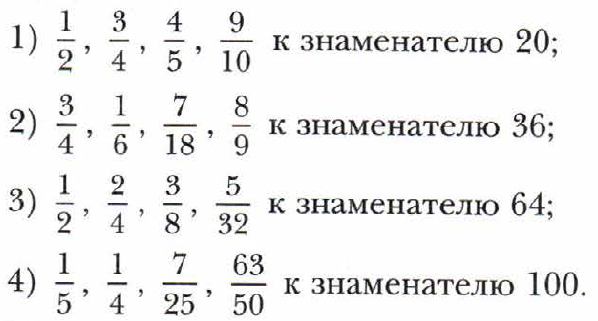 1) 1/2, 3/4, 4/5, 9/10 к знаменателю 20;
2) 3/4, 1/6, 7/18, 8/9 к знаменателю 36;
3) 1/2, 2/4, 3/8, 5/32 к знаменателю 64;
4) 1/5, 1/4, 7/25, 63/50 к знаменателю 100.